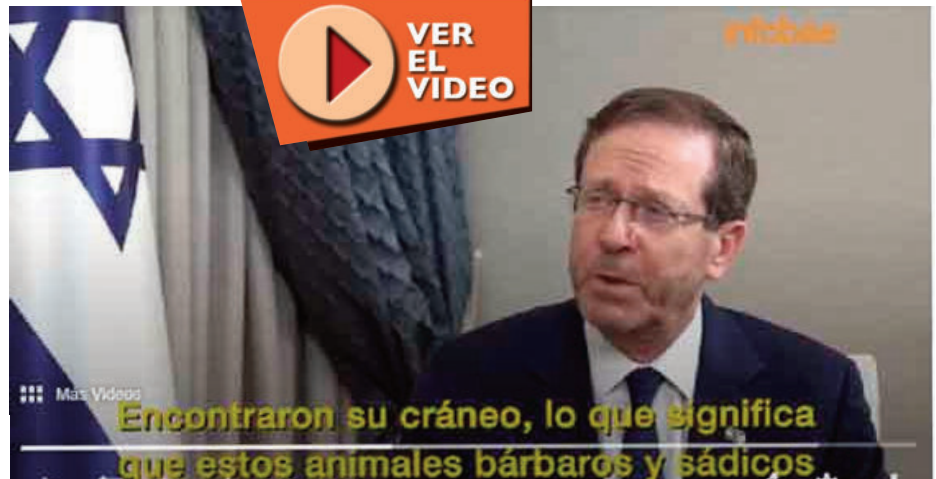 VER
EL
VIDEO
infobae
Mas Videos
Encontraron su cráneo, lo que significa
que estos animales bárbaros y sádicos